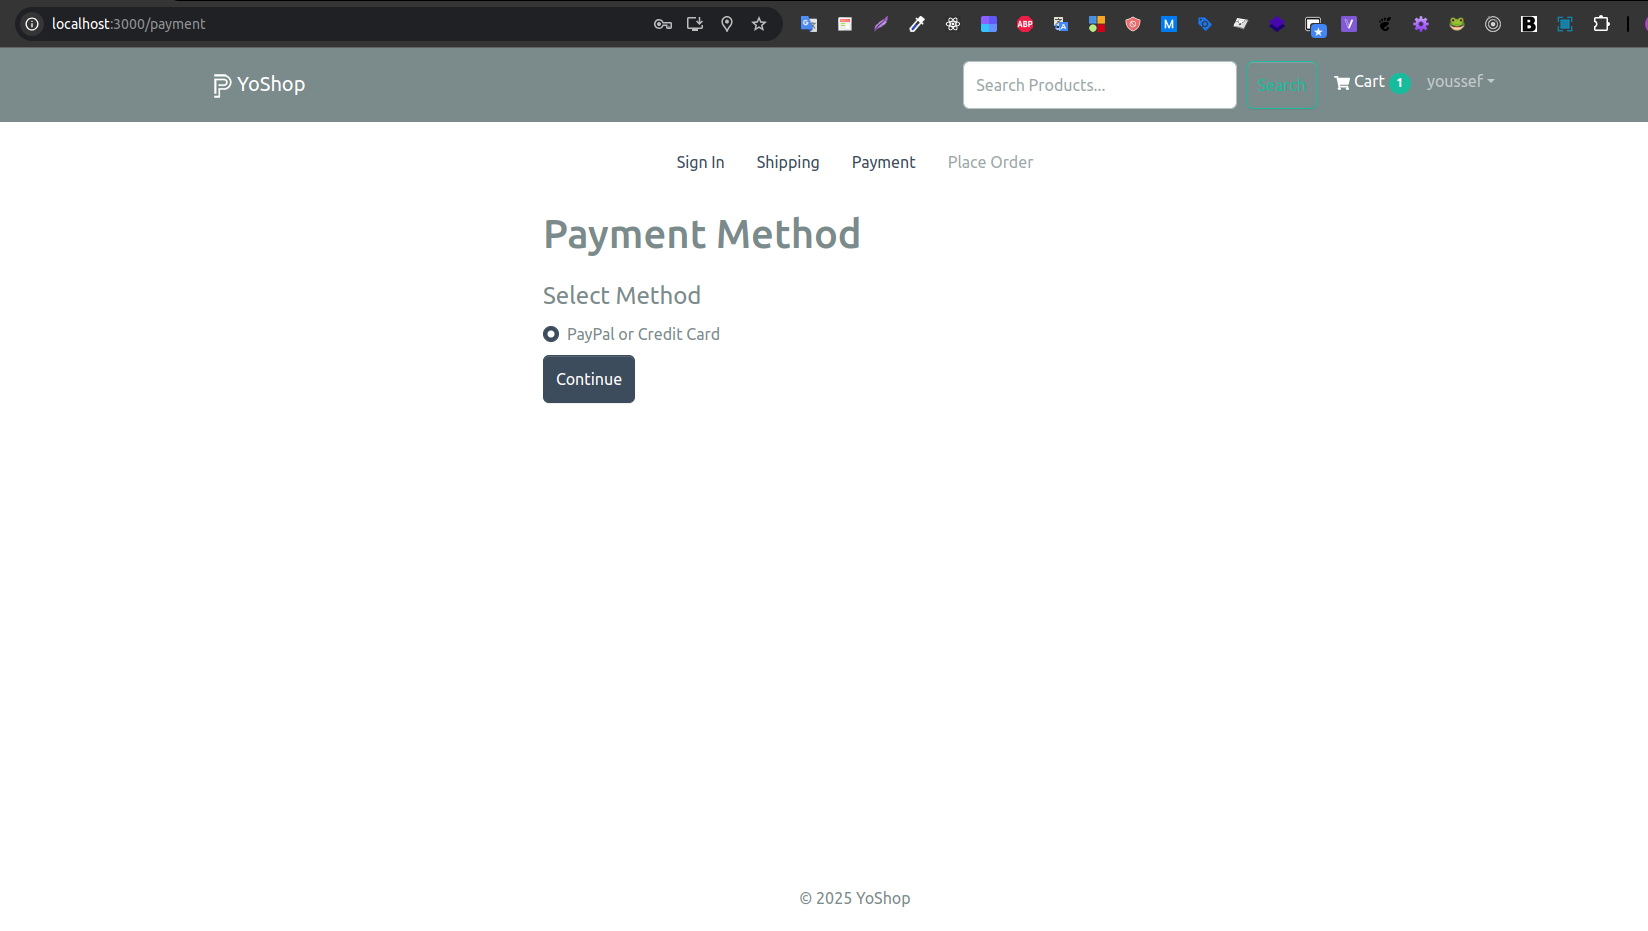 localhost:3000/payment
YoShop
Search Products...
Search
Cart 1
youssef
Sign In
Shipping
Payment
Place Order
Payment Method
Select Method
PayPal or Credit Card
Continue
© 2025 YoShop